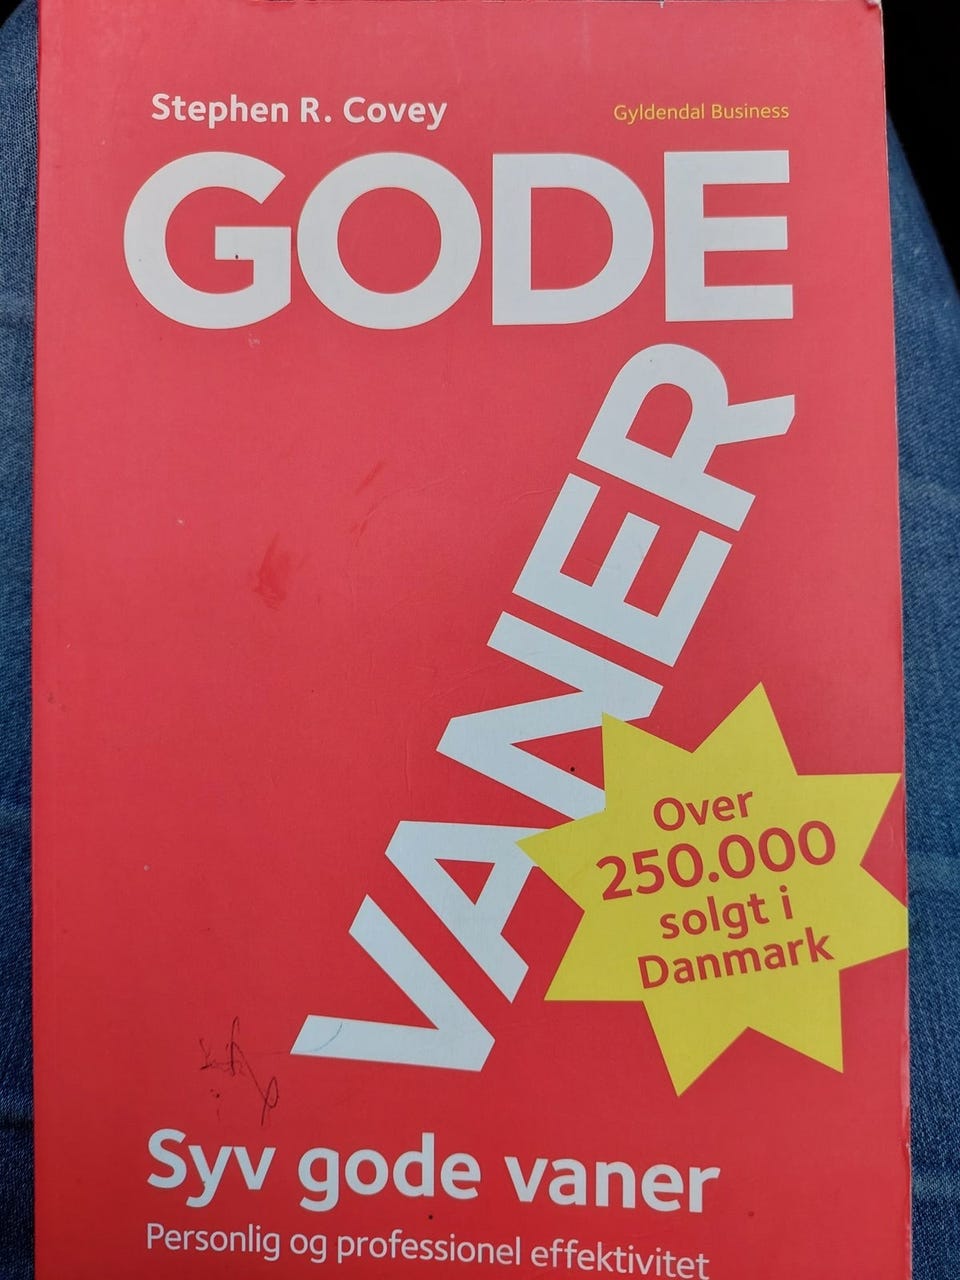 Stephen R. Covey
Gyldendal Business
GODE
VANER
Over
250.000
solgt i
Danmark
Syv gode vaner
Personlig og professionel effektivitet